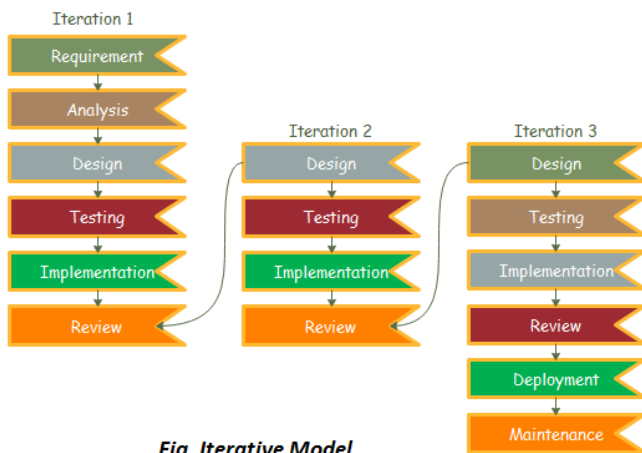 Iteration 1
Requirement
Analysis
Design
Testing
Implementation
Review
Iteration 2
Design
Testing
Implementation
Review
Iteration 3
Design
Testing
Implementation
Review
Deployment
Maintenance
Fig. Iterative Model